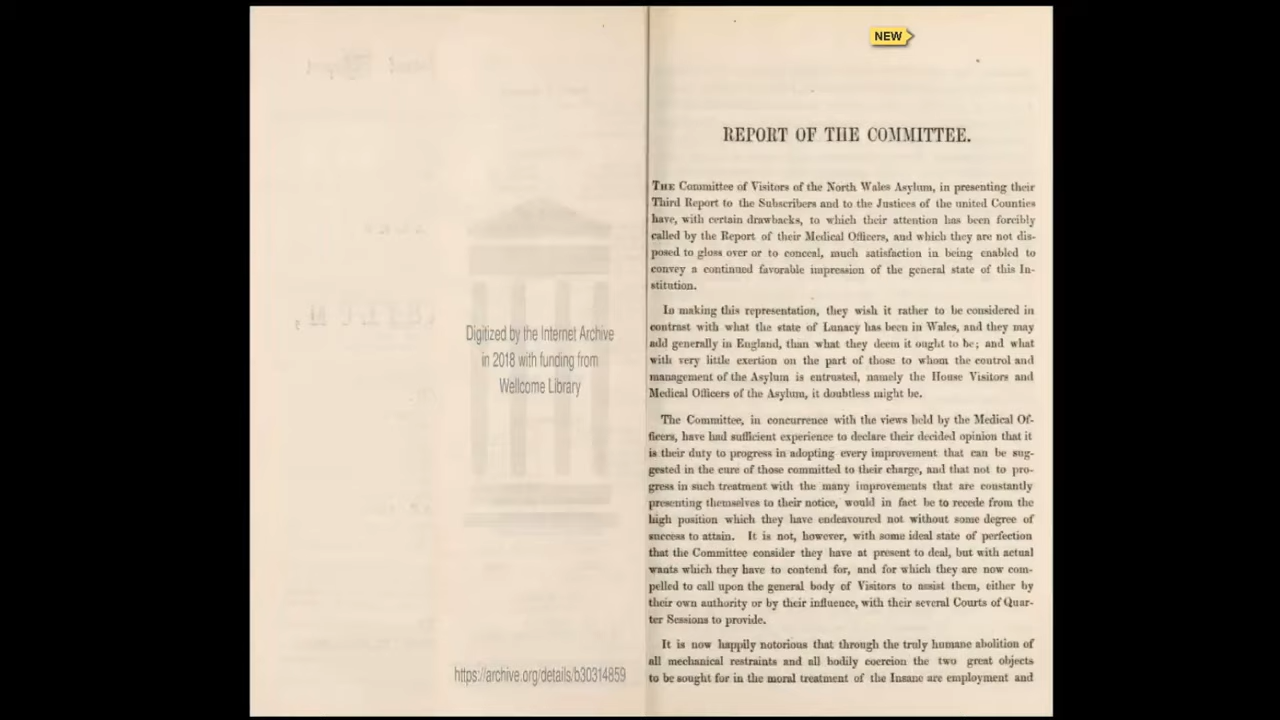 Digitized by the Internet Archive
in 2018 with funding from
Wellcome Library
https://archive.org/details/b30314859
NEW
REPORT OF THE COMMITTEE.
THE Committee of Visitors of the North Wales Asylum, in presenting their
Third Report to the Subscribers and to the Justices of the united Counties
have, with certain drawbacks, to which their attention has been forcibly
called by the Report of their Medical Officers, and which they are not dis-
posed to gloss over or to conceal, much satisfaction in being enabled to
convey a continued favorable impression of the general state of this In-
stitution.
In making this representation, they wish it rather to be considered in
contrast with what the state of Lunacy has been in Wales, and they may
add generally in England, than what they deem it ought to be; and what
with very little exertion on the part of those to whom the control and
management of the Asylum is entrusted, namely the House Visitors and
Medical Officers of the Asylum, it doubtless might be.
The Committee, in concurrence with the views held by the Medical Of-
ficers, have had sufficient experience to declare their decided opinion that it
is their duty to progress in adopting every improvement that can be sug-
gested in the cure of those committed to their charge, and that not to pro-
gress in such treatment with the many improvements that are constantly
presenting themselves to their notice, would in fact be to recede from the
high position which they have endeavoured not without some degree of
success to attain. It is not, however, with some ideal state of perfection
that the Committee consider they have at present to deal, but with actual
wants which they have to contend for, and for which they are now com-
pelled to call upon the general body of Visitors to assist them, either by
their own authority or by their influence, with their several Courts of Quar-
ter Sessions to provide.
It is now happily notorious that through the truly humane abolition of
all mechanical restraints and all bodily coercion the two great objects
to be sought for in the moral treatment of the Insane are employment and